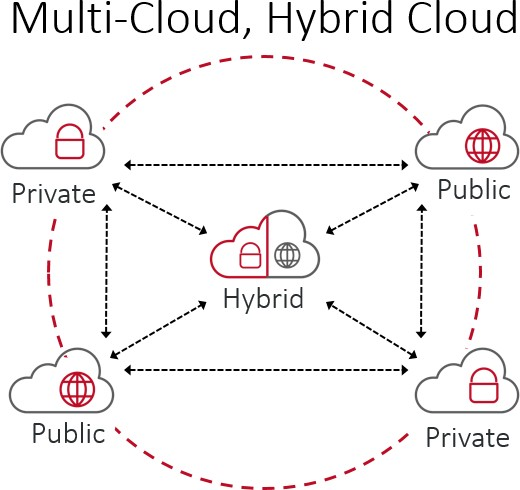 Multi-Cloud, Hybrid Cloud
Private
Public
Hybrid
Public
Private